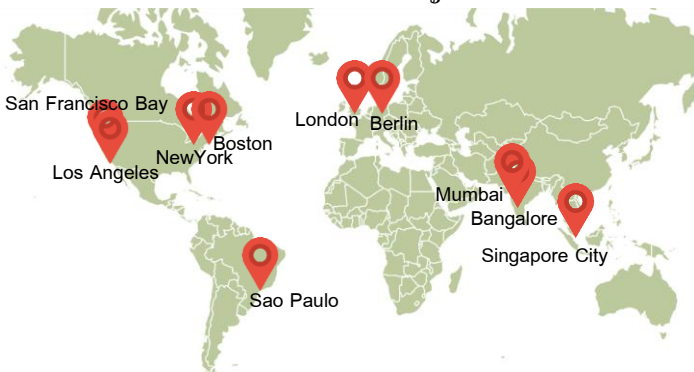 San Francisco Bay
London
Berlin
Boston
NewYork
Los Angeles
Mumbai
Bangalore
Singapore City
Sao Paulo